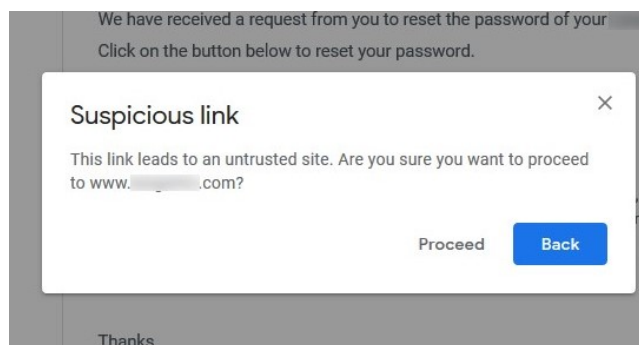 We have received a request from you to reset the password of your
Click on the button below to reset your password.
Suspicious link
This link leads to an untrusted site. Are you sure you want to proceed
to www. .com?
Proceed Back
Thanks